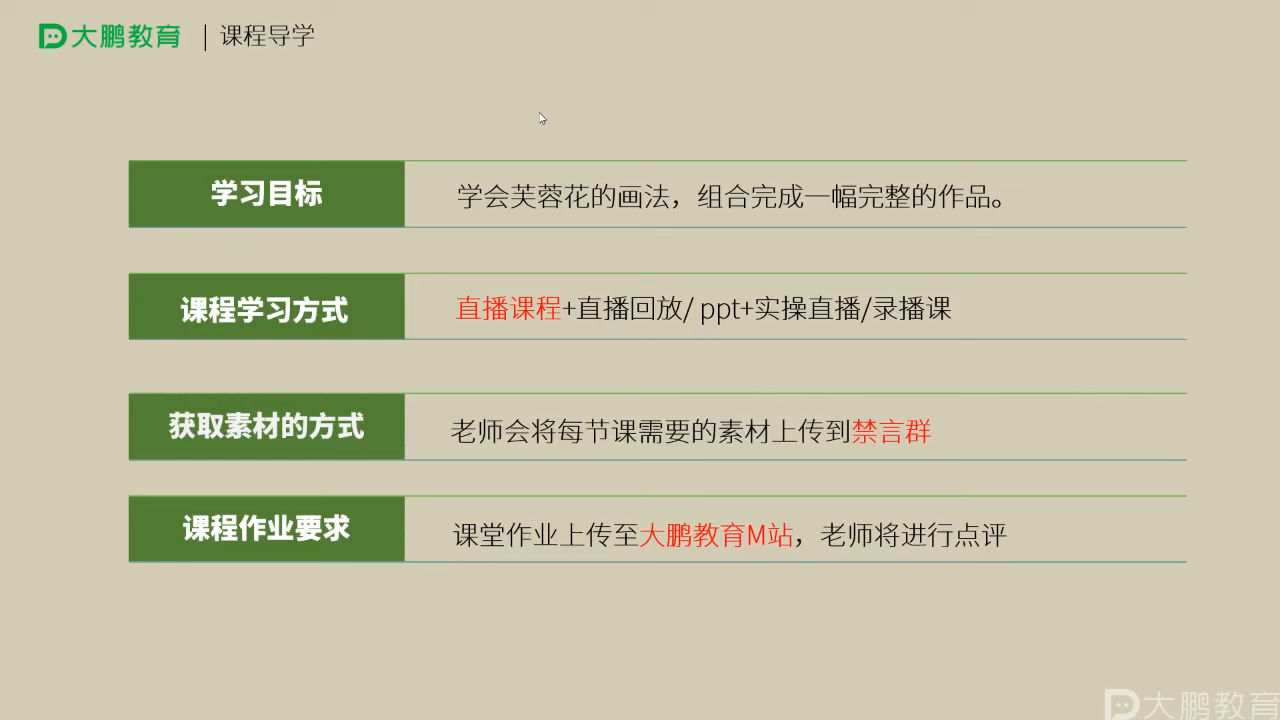 大鹏教育 | 课程导学
学习目标
学会芙蓉花的画法，组合完成一幅完整的作品。
课程学习方式
直播课程+直播回放/ ppt+实操直播/录播课
获取素材的方式
老师会将每节课需要的素材上传到禁言群
课程作业要求
课堂作业上传至大鹏教育M站，老师将进行点评
大鹏教育